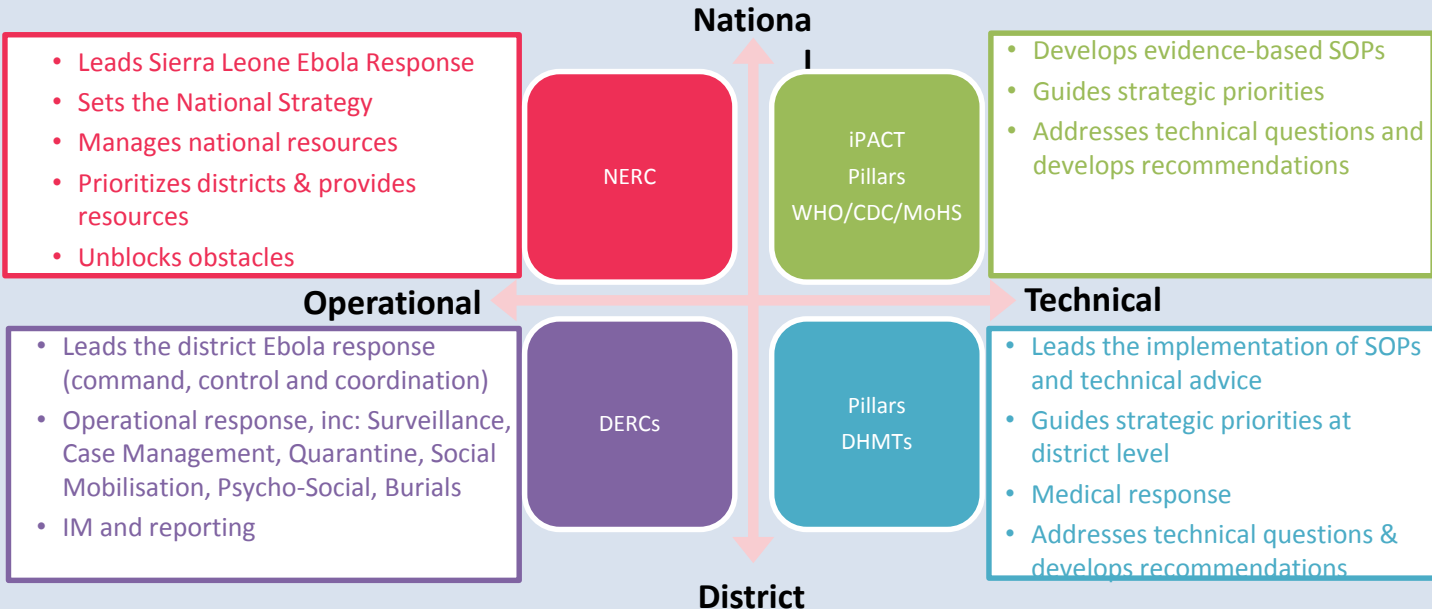 Nationa
l
• Leads Sierra Leone Ebola Response
• Sets the National Strategy
• Manages national resources
• Prioritizes districts & provides
resources
• Unblocks obstacles
NERC
iPACT
Pillars
WHO/CDC/MoHS
• Develops evidence-based SOPs
• Guides strategic priorities
• Addresses technical questions and
develops recommendations
Operational
Technical
• Leads the district Ebola response
(command, control and coordination)
• Operational response, inc: Surveillance,
Case Management, Quarantine, Social
Mobilisation, Psycho-Social, Burials
• IM and reporting
DERCs
Pillars
DHMTs
• Leads the implementation of SOPs
and technical advice
• Guides strategic priorities at
district level
• Medical response
• Addresses technical questions &
develops recommendations
District